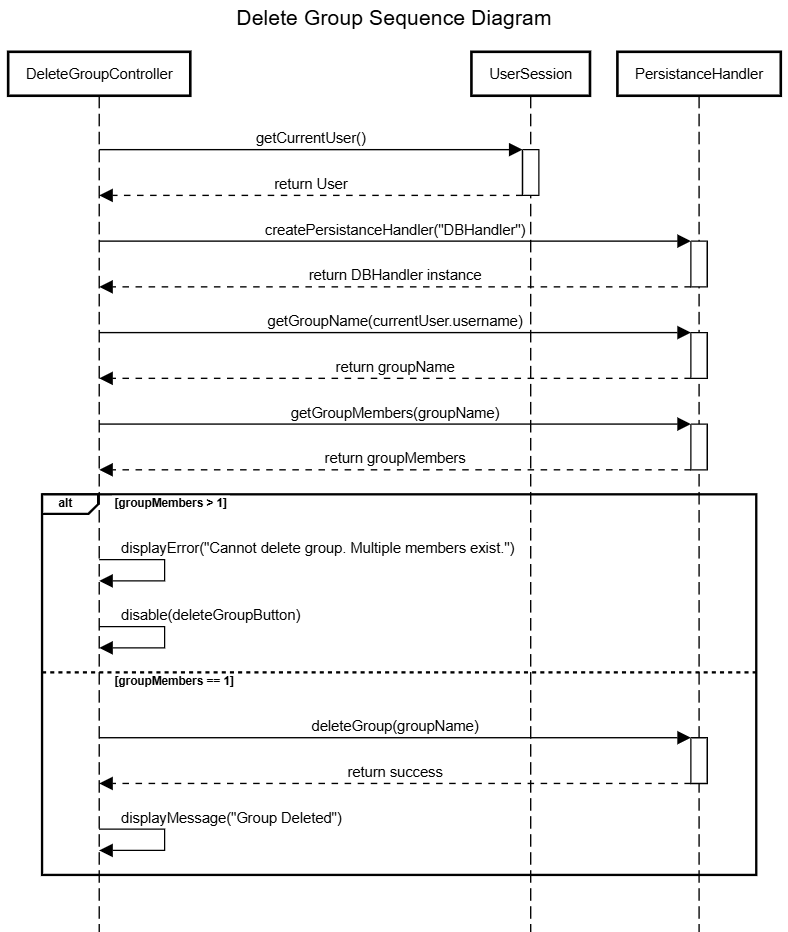 Delete Group Sequence Diagram
DeleteGroupController
UserSession
PersistanceHandler
getCurrentUser()
return User
createPersistanceHandler("DBHandler")
return DBHandler instance
getGroupName(currentUser.username)
return groupName
getGroupMembers(groupName)
return groupMembers
alt
[groupMembers > 1]
displayError("Cannot delete group. Multiple members exist.")
disable(deleteGroupButton)
[groupMembers == 1]
deleteGroup(groupName)
return success
displayMessage("Group Deleted")